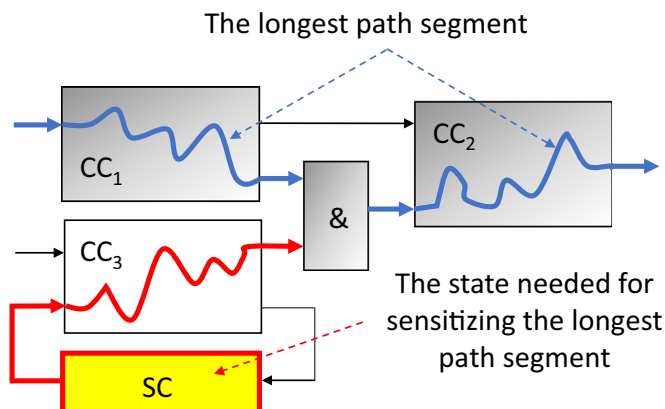 The longest path segment
CC₁
CC₂
&
CC₃
The state needed for
sensitizing the longest
path segment
SC